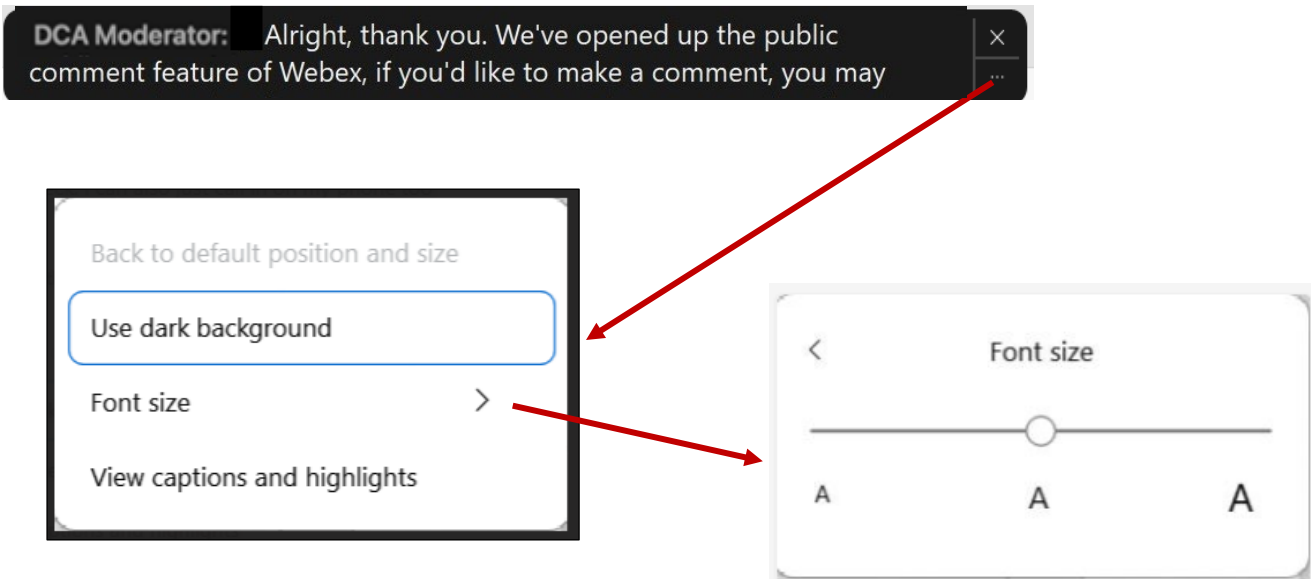 DCA Moderator: Alright, thank you. We've opened up the public
comment feature of Webex, if you'd like to make a comment, you may
Back to default position and size
Use dark background
Font size
View captions and highlights
Font size
A A A